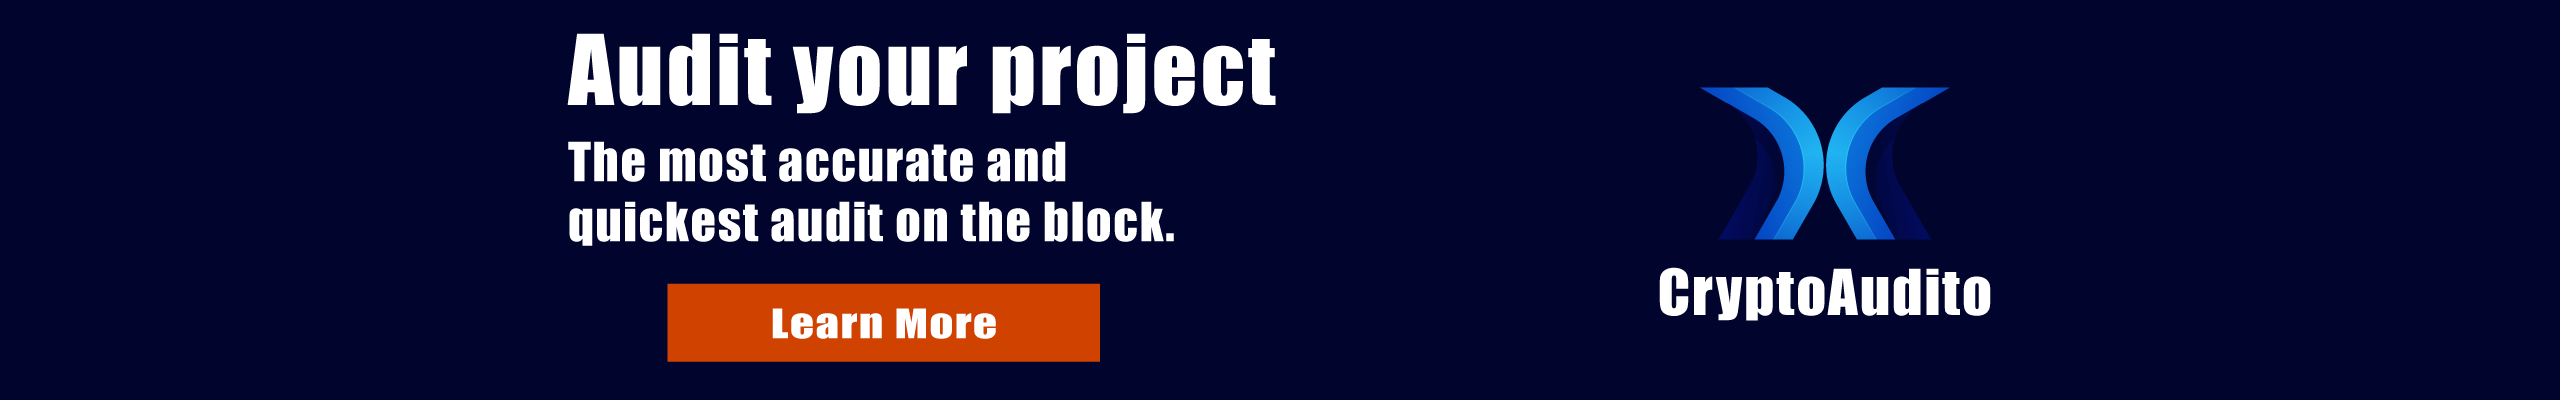 Audit your project
The most accurate and
quickest audit on the block.
Learn More
CryptoAudito